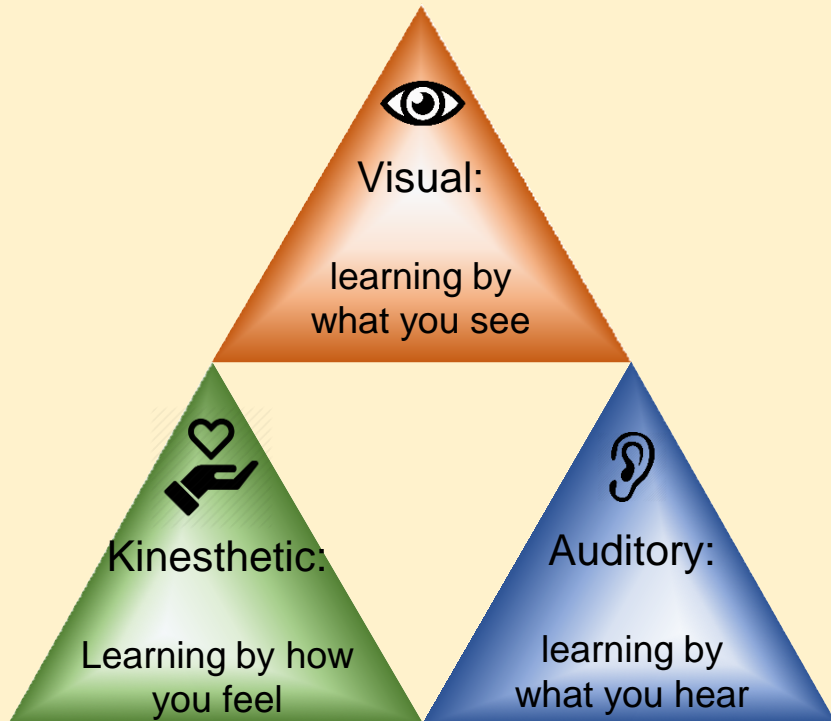 Visual:
learning by
what you see
Kinesthetic:
Learning by how
you feel
Auditory:
learning by
what you hear